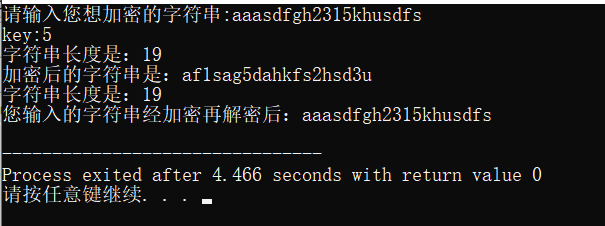 请输入您想加密的字符串:aaasdfgh2315khusdfs
key:5
字符串长度是：19
加密后的字符串是：af1sag5dahkfs2hsd3u
字符串长度是：19
您输入的字符串经加密再解密后：aaasdfgh2315khusdfs
--------------------------------
Process exited after 4.466 seconds with return value 0
请按任意键继续. . .